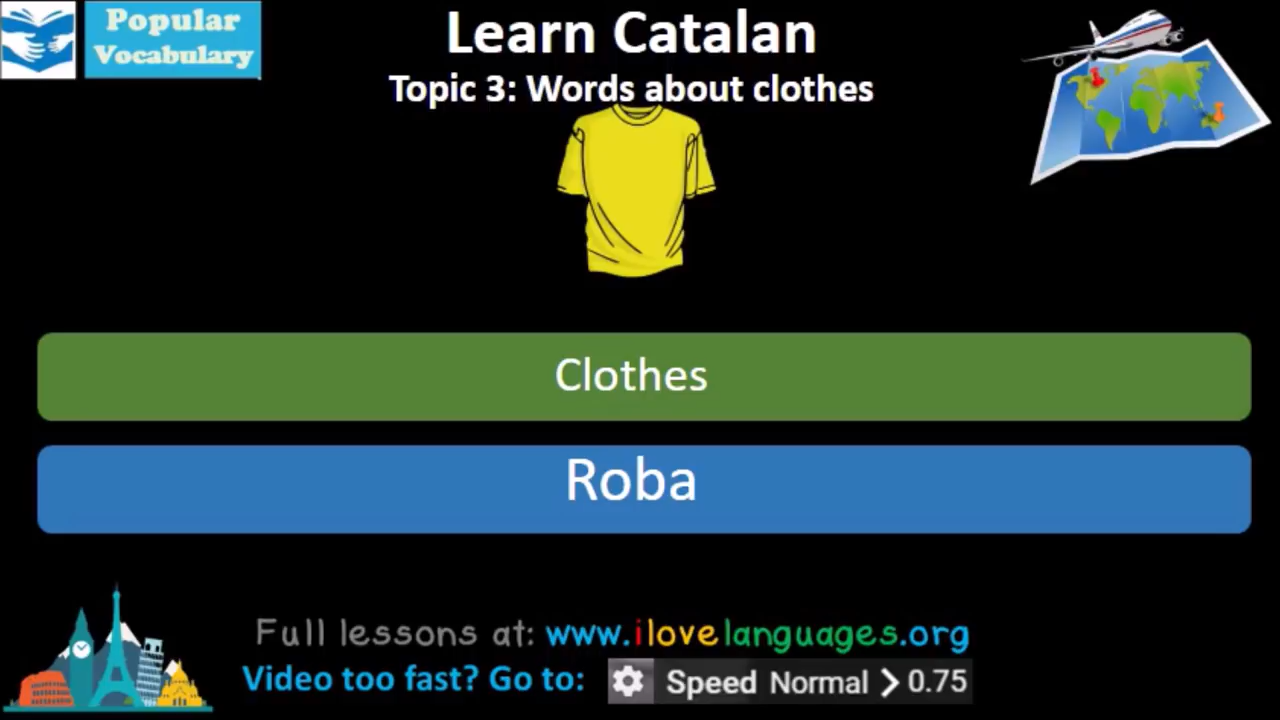 Popular
Vocabulary
Learn Catalan
Topic 3: Words about clothes
Clothes
Roba
Full lessons at: www.ilovelanguages.org
Video too fast? Go to: Speed Normal > 0.75